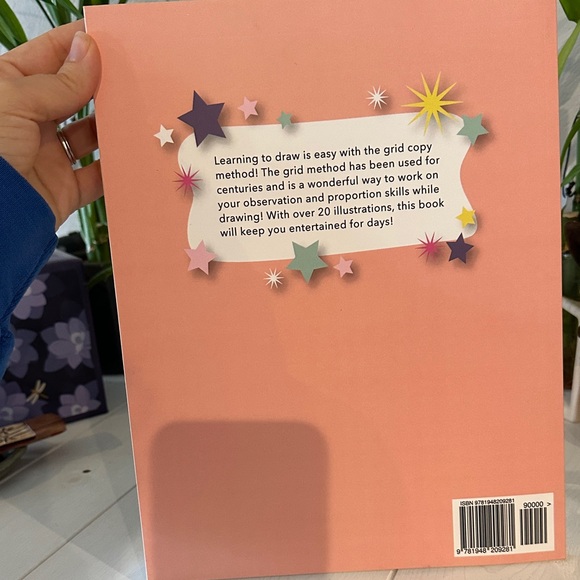 Learning to draw is easy with the grid copy
method! The grid method has been used for
centuries and is a wonderful way to work on
your observation and proportion skills while
drawing! With over 20 illustrations, this book
will keep you entertained for days!
ISBN 9781948209281
90000 >
9 781948 209281